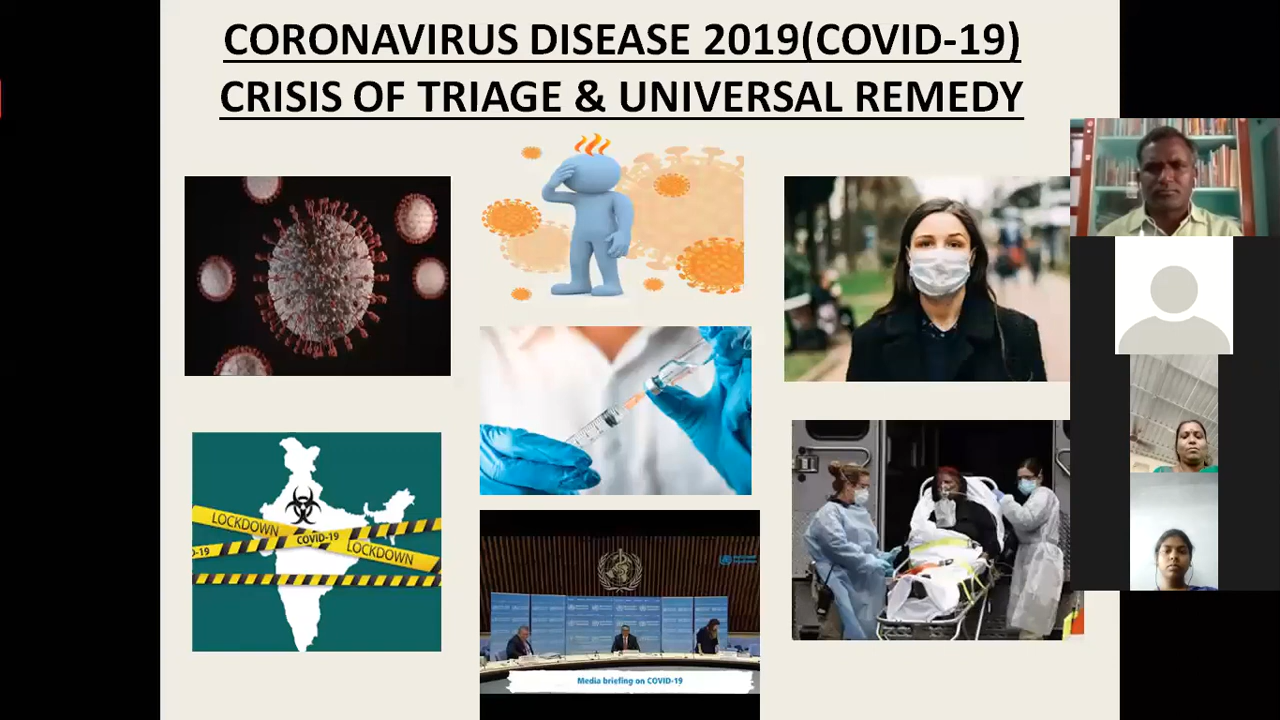 CORONAVIRUS DISEASE 2019(COVID-19)
CRISIS OF TRIAGE & UNIVERSAL REMEDY
LOCKDOWN
COVID-19
D-19
LOCKDOWN
Media briefing on COVID-19